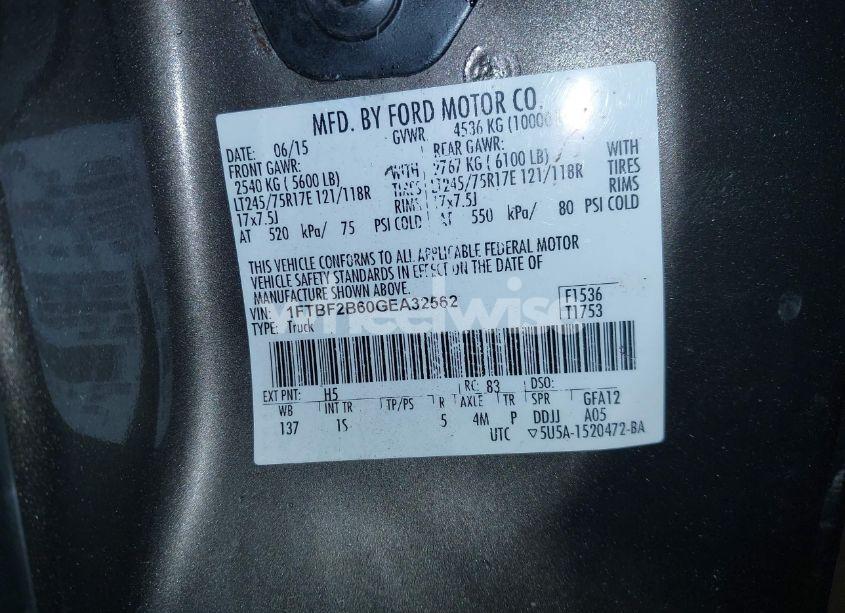 MFD. BY FORD MOTOR CO.
DATE: 06/15 GVWR 4536 KG (10000
FRONT GAWR: REAR GAWR:
2540 KG ( 5600 LB) WITH 2767 KG ( 6100 LB) WITH
LT245/75R17E 121/118R TIRES LT245/75R17E 121/118R TIRES
17x7.5J RIMS 17x7.5J RIMS
AT 520 kPa/ 75 PSI COLD AT 550 kPa/ 80 PSI COLD
THIS VEHICLE CONFORMS TO ALL APPLICABLE FEDERAL MOTOR
VEHICLE SAFETY STANDARDS IN EFFECT ON THE DATE OF
MANUFACTURE SHOWN ABOVE.
VIN: 1FTBF2B60GEA32562 F1536
TYPE: Truck T1753
wheelwise
EXT PNT: H5 RC: 83 DSO:
WB INT TR TP/PS R AXLE TR SPR GFA12
137 1S 5 4M P DDJJ A05
UTC ▽5U5A-1520472-BA